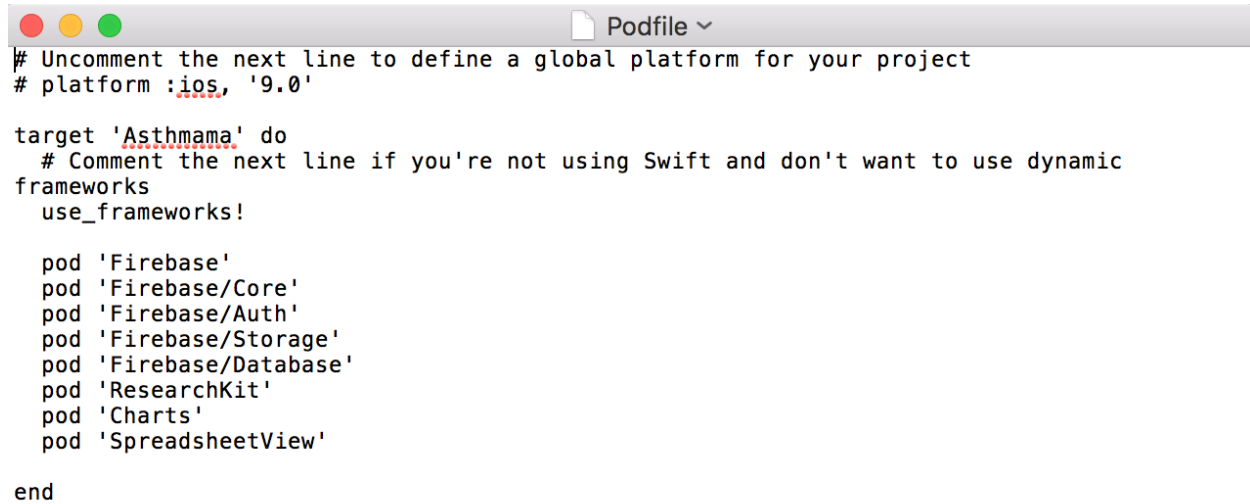 Podfile
# Uncomment the next line to define a global platform for your project
# platform :ios, '9.0'
target 'Asthmama' do
# Comment the next line if you're not using Swift and don't want to use dynamic
frameworks
use_frameworks!
pod 'Firebase'
pod 'Firebase/Core'
pod 'Firebase/Auth'
pod 'Firebase/Storage'
pod 'Firebase/Database'
pod 'ResearchKit'
pod 'Charts'
pod 'SpreadsheetView'
end